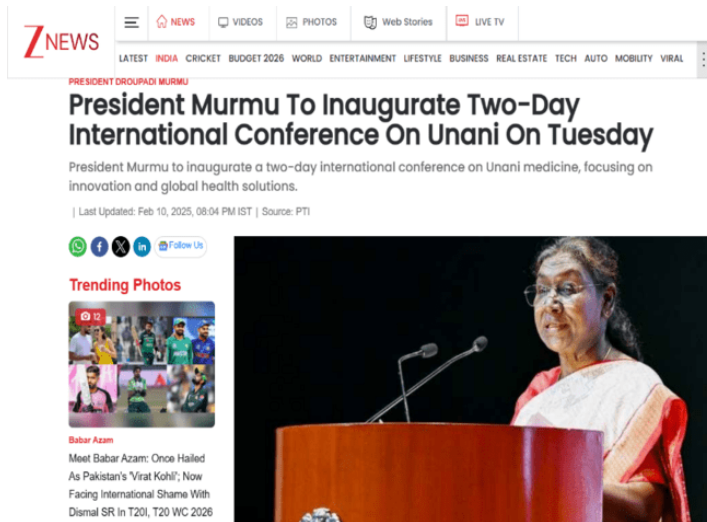 ZNEWS
NEWS VIDEOS PHOTOS Web Stories LIVE TV
LATEST INDIA CRICKET BUDGET 2026 WORLD ENTERTAINMENT LIFESTYLE BUSINESS REAL ESTATE TECH AUTO MOBILITY VIRAL
PRESIDENT DROUPADI MURMU
President Murmu To Inaugurate Two-Day
International Conference On Unani On Tuesday
President Murmu to inaugurate a two-day international conference on Unani medicine, focusing on
innovation and global health solutions.
| Last Updated: Feb 10, 2025, 08:04 PM IST | Source: PTI
Follow Us
Trending Photos
12
Babar Azam
Meet Babar Azam: Once Hailed
As Pakistan's 'Virat Kohli'; Now
Facing International Shame With
Dismal SR In T20I, T20 WC 2026